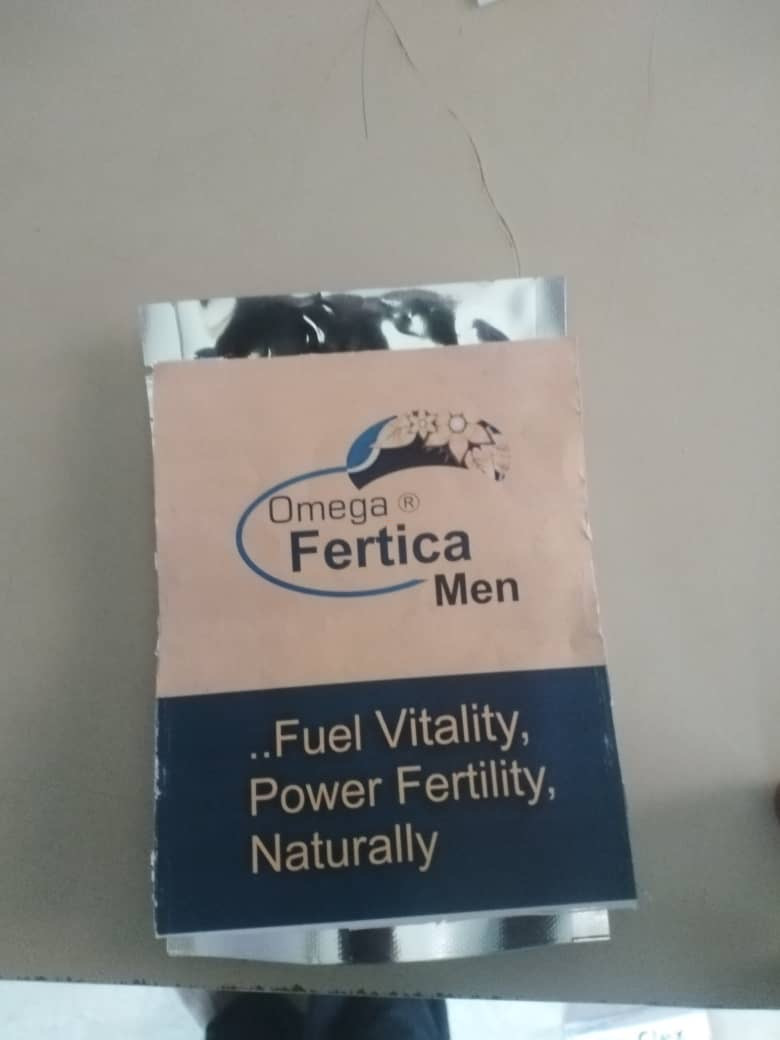 Omega ®
Fertica
Men
..Fuel Vitality,
Power Fertility,
Naturally